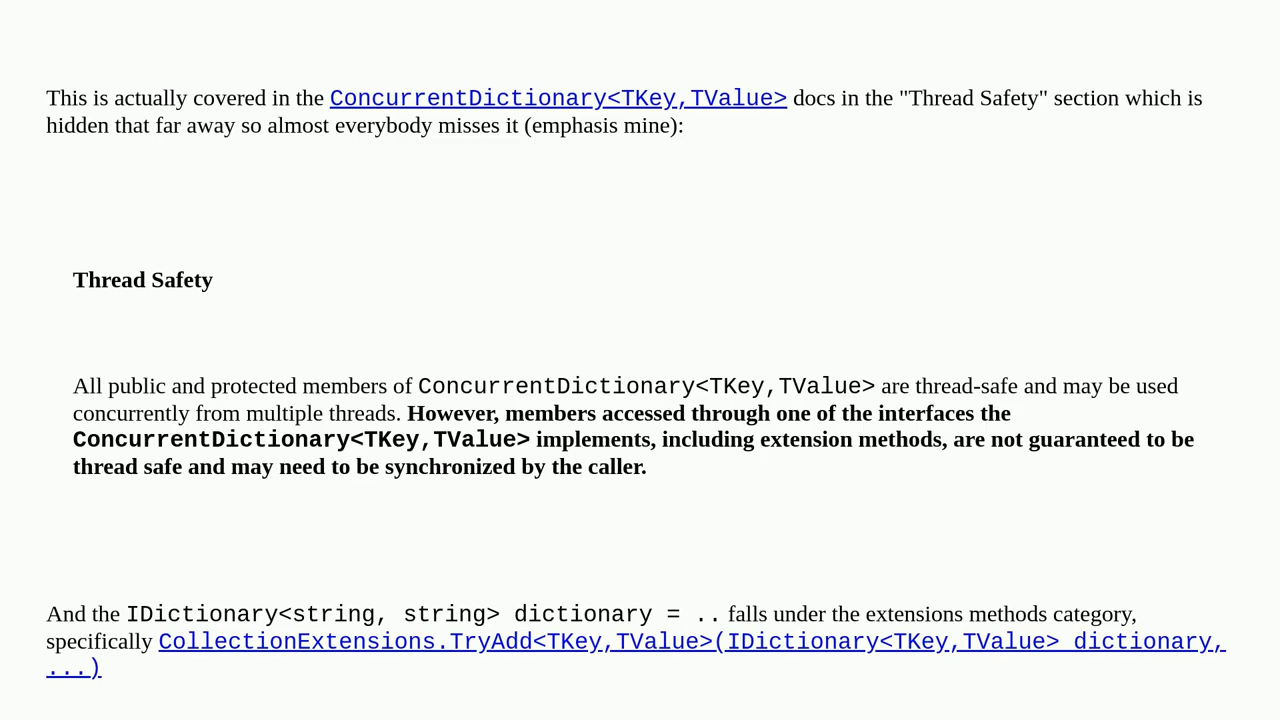 This is actually covered in the ConcurrentDictionary<TKey,TValue> docs in the "Thread Safety" section which is
hidden that far away so almost everybody misses it (emphasis mine):
Thread Safety
All public and protected members of ConcurrentDictionary<TKey,TValue> are thread-safe and may be used
concurrently from multiple threads. However, members accessed through one of the interfaces the
ConcurrentDictionary<TKey,TValue> implements, including extension methods, are not guaranteed to be
thread safe and may need to be synchronized by the caller.
And the IDictionary<string, string> dictionary = .. falls under the extensions methods category,
specifically CollectionExtensions.TryAdd<TKey,TValue>(IDictionary<TKey,TValue> dictionary,
...)